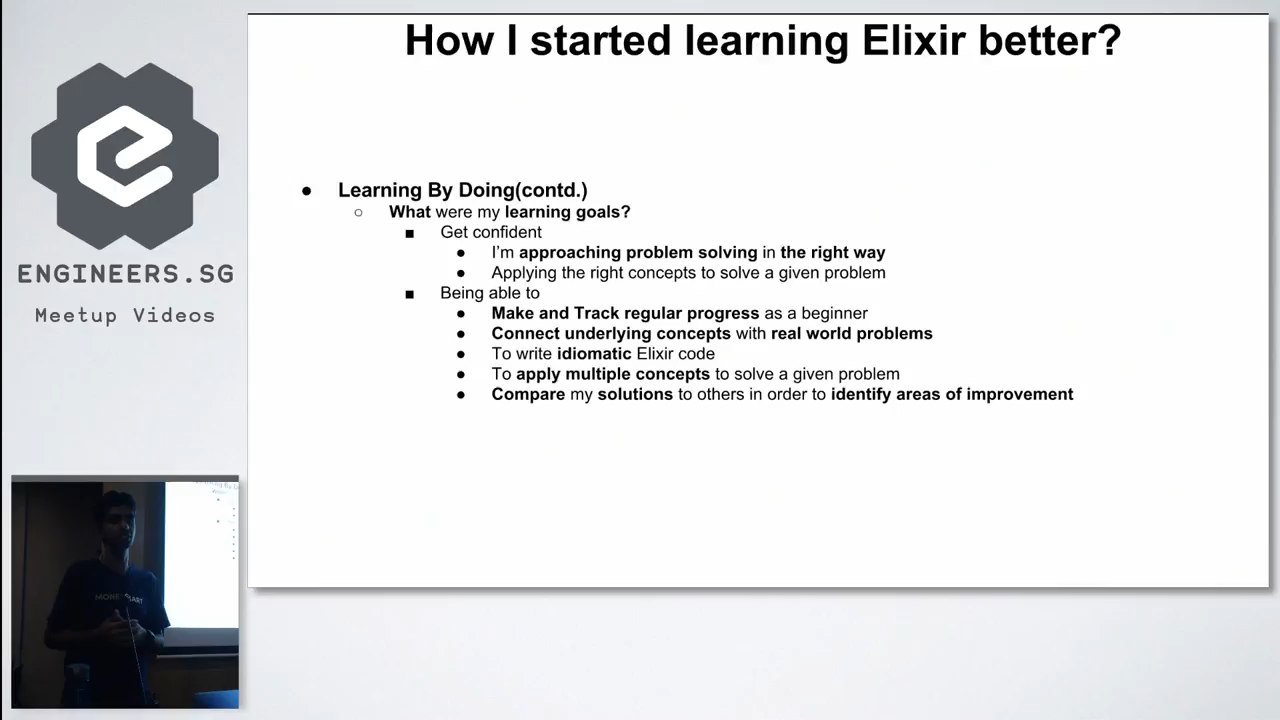 How I started learning Elixir better?
Learning By Doing(contd.)
What were my learning goals?
Get confident
I'm approaching problem solving in the right way
Applying the right concepts to solve a given problem
Being able to
Make and Track regular progress as a beginner
Connect underlying concepts with real world problems
To write idiomatic Elixir code
To apply multiple concepts to solve a given problem
Compare my solutions to others in order to identify areas of improvement
ENGINEERS.SG
Meetup Videos